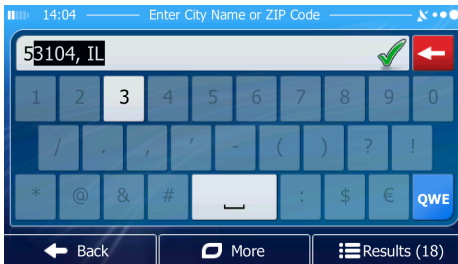 14:04 Enter City Name or ZIP Code
53104, IL
1 2 3 4 5 6 7 8 9 0
/ . , ' - ( ) ? !
* @ & # : $ € QWE
Back More Results (18)